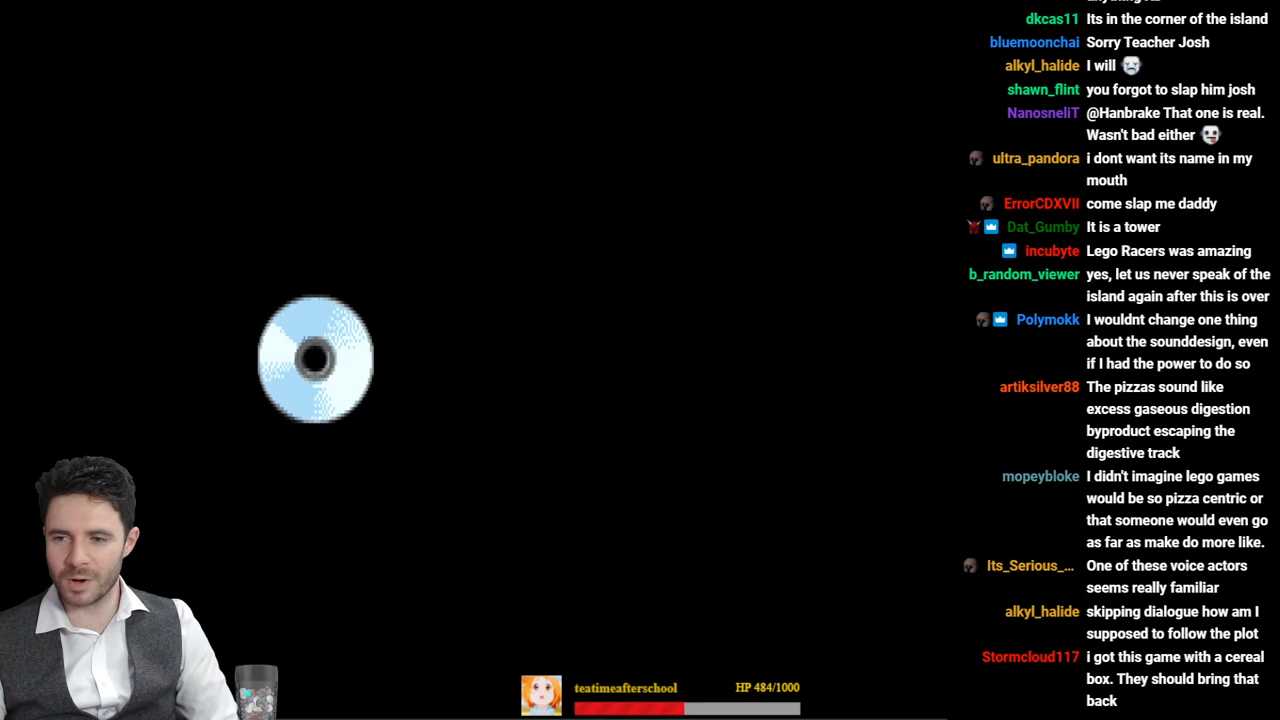 dkcas11 Its in the corner of the island
bluemoonchai Sorry Teacher Josh
alkyl_halide I will
shawn_flint you forgot to slap him josh
NanosneliT @Hanbrake That one is real.
Wasn't bad either
ultra_pandora i dont want its name in my
mouth
ErrorCDXVII come slap me daddy
Dat_Gumby It is a tower
incubyte Lego Racers was amazing
b_random_viewer yes, let us never speak of the
island again after this is over
Polymokk I wouldnt change one thing
about the sounddesign, even
if I had the power to do so
artiksilver88 The pizzas sound like
excess gaseous digestion
byproduct escaping the
digestive track
mopeybloke I didn't imagine lego games
would be so pizza centric or
that someone would even go
as far as make do more like.
Its_Serious_... One of these voice actors
seems really familiar
alkyl_halide skipping dialogue how am I
supposed to follow the plot
Stormcloud117 i got this game with a cereal
box. They should bring that
back
teatimeafterschool HP 484/1000